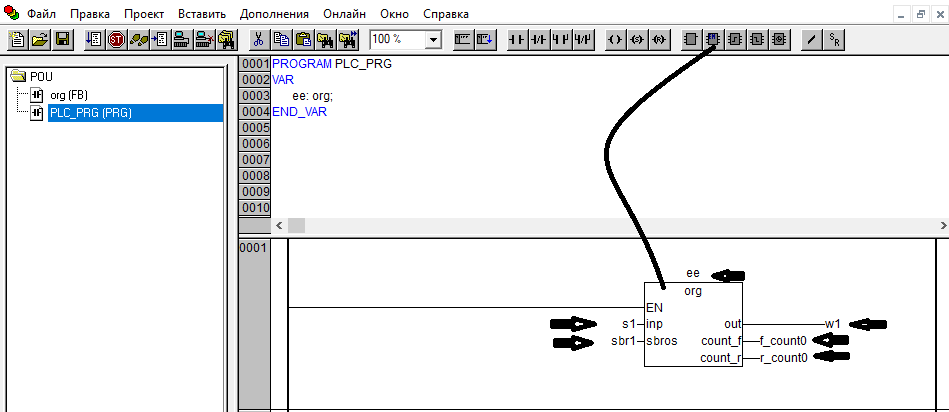 Файл Правка Проект Вставить Дополнения Онлайн Окно Справка
ST 100 % (S) (R) S R
POU
org (FB)
PLC_PRG (PRG)
0001 PROGRAM PLC_PRG
0002 VAR
0003 ee: org;
0004 END_VAR
0005
0006
0007
0008
0009
0010
0001
ee
org
EN
s1 inp out w1
sbr1 sbros count_f f_count0
count_r r_count0